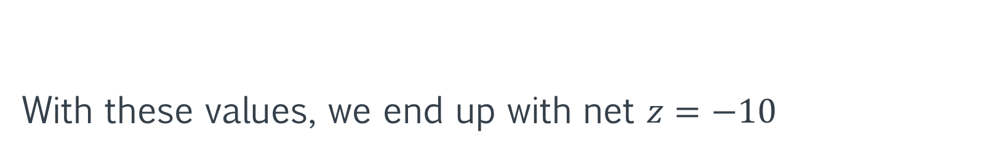 With these values, we end up with net z = −10